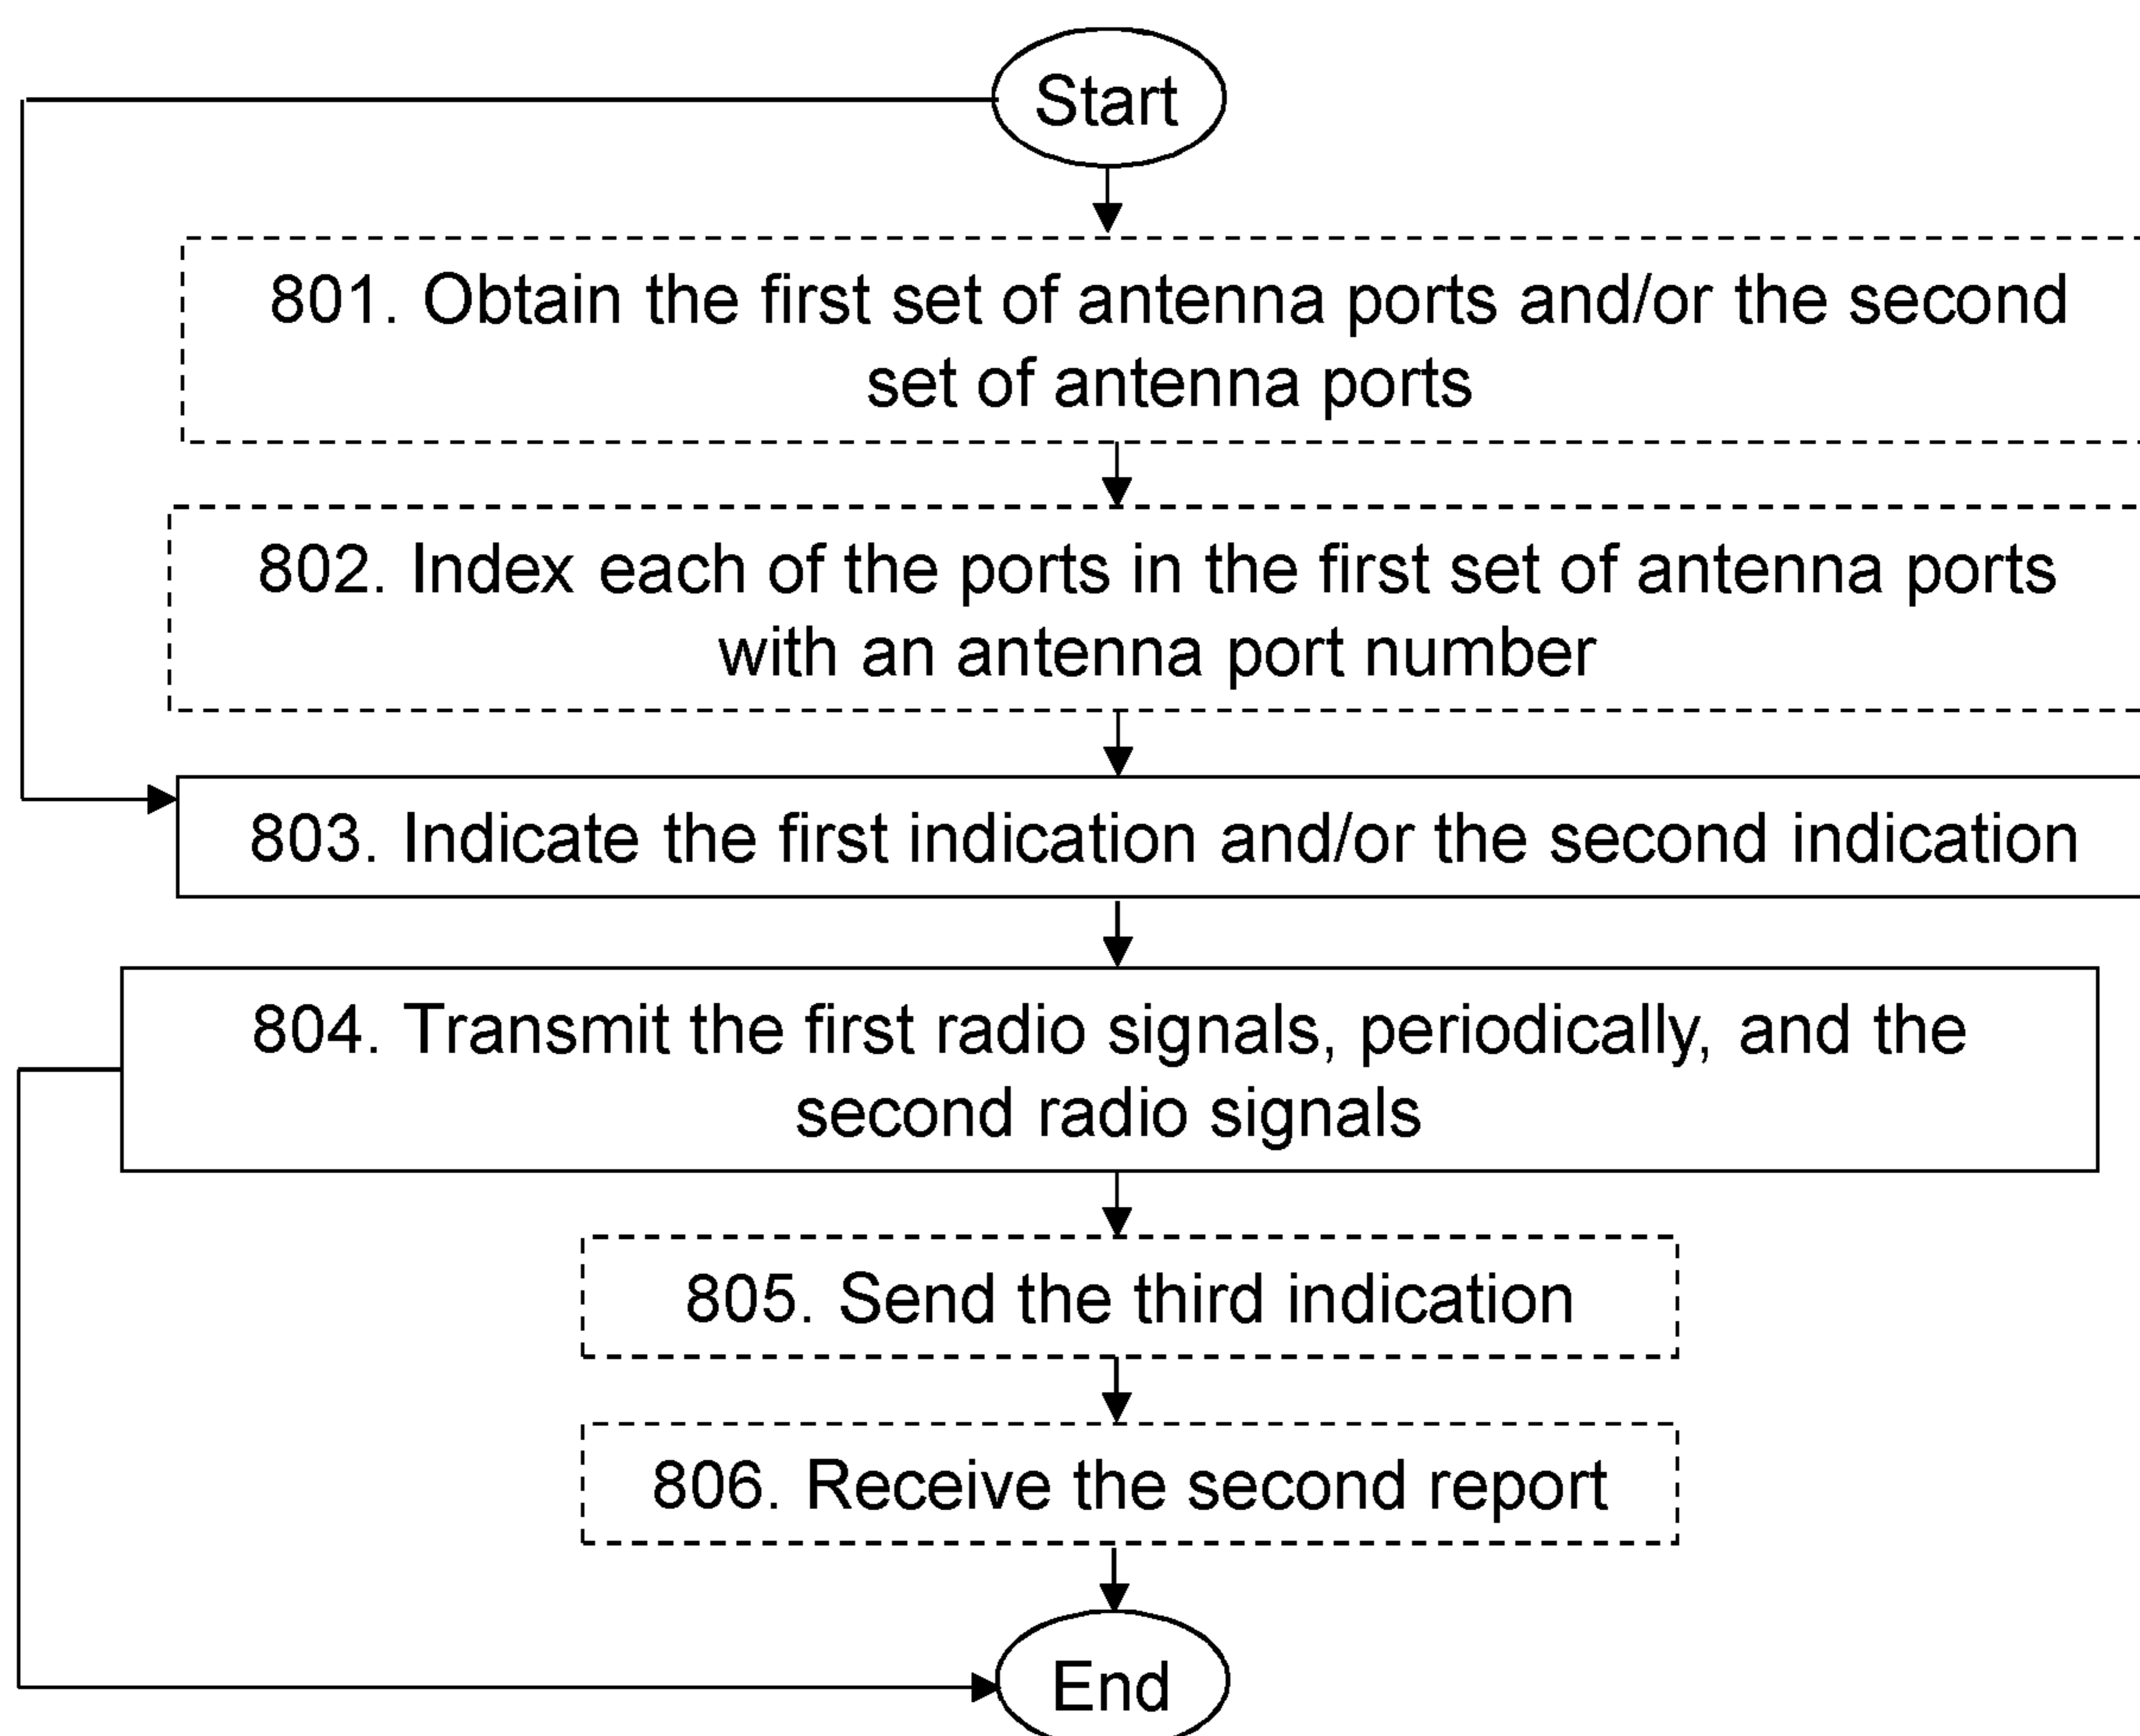 Start
801. Obtain the first set of antenna ports and/or the second
set of antenna ports
802. Index each of the ports in the first set of antenna ports
with an antenna port number
803. Indicate the first indication and/or the second indication
804. Transmit the first radio signals, periodically, and the
second radio signals
805. Send the third indication
806. Receive the second report
End